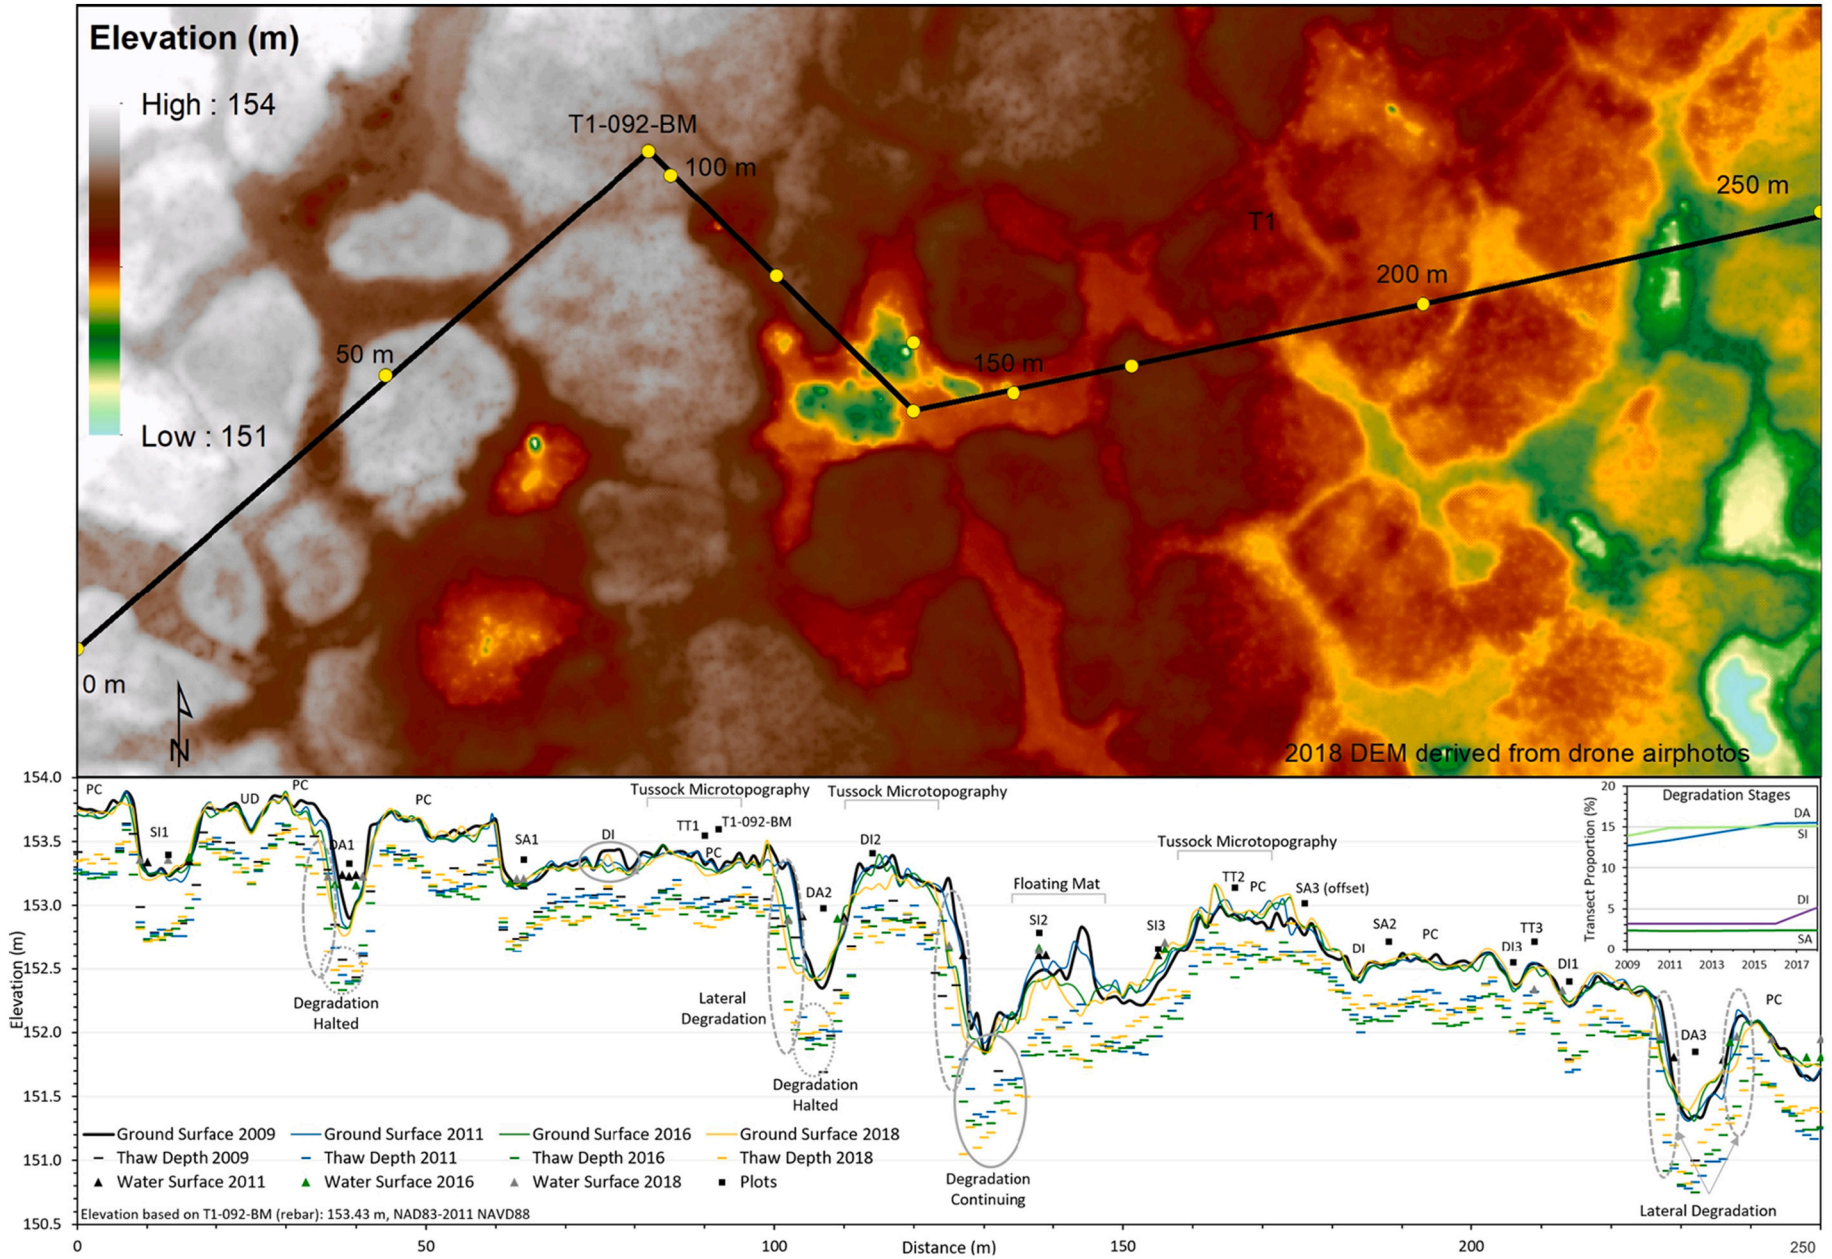 Elevation (m)
High : 154
Low : 151
T1-092-BM
100 m
50 m
0 m
N
150 m
T1
200 m
250 m
2018 DEM derived from drone airphotos
154.0
153.5
153.0
152.5
152.0
151.5
151.0
150.5
Elevation (m)
PC
SI1
UD
PC
DA1
PC
SA1
DI
Tussock Microtopography
TT1
T1-092-BM
PC
Tussock Microtopography
DI2
DA2
Floating Mat
SI2
SI3
Tussock Microtopography
TT2
PC
SA3 (offset)
DI
SA2
PC
DI3
TT3
DI1
DA3
PC
Degradation
Halted
Lateral
Degradation
Degradation
Halted
Degradation
Continuing
Lateral Degradation
Degradation Stages
Transect Proportion (%)
20
15
10
5
0
DA
SI
DI
SA
2009 2011 2013 2015 2017
Ground Surface 2009 Ground Surface 2011 Ground Surface 2016 Ground Surface 2018
Thaw Depth 2009 Thaw Depth 2011 Thaw Depth 2016 Thaw Depth 2018
Water Surface 2011 Water Surface 2016 Water Surface 2018 Plots
Elevation based on T1-092-BM (rebar): 153.43 m, NAD83-2011 NAVD88
0 50 100 150 200 250
Distance (m)